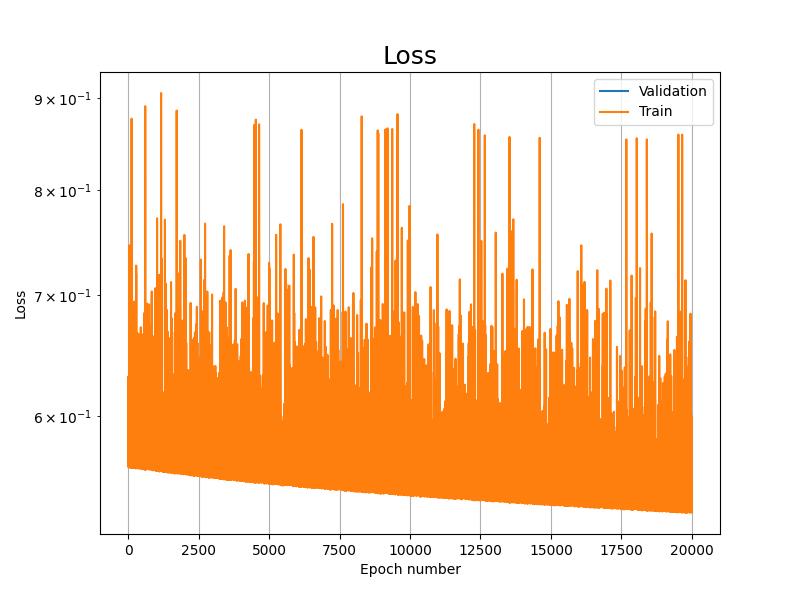 Loss
Validation
Train
9 × 10⁻¹
8 × 10⁻¹
7 × 10⁻¹
6 × 10⁻¹
Loss
0 2500 5000 7500 10000 12500 15000 17500 20000
Epoch number